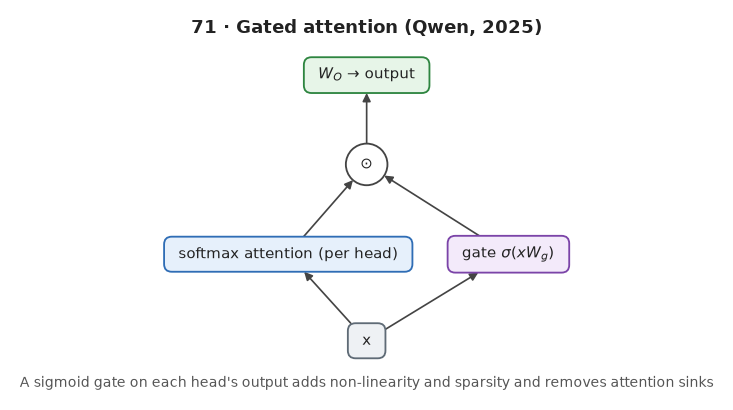 71 · Gated attention (Qwen, 2025)
W_O → output
⊙
softmax attention (per head)
gate σ(xW_g)
x
A sigmoid gate on each head's output adds non-linearity and sparsity and removes attention sinks